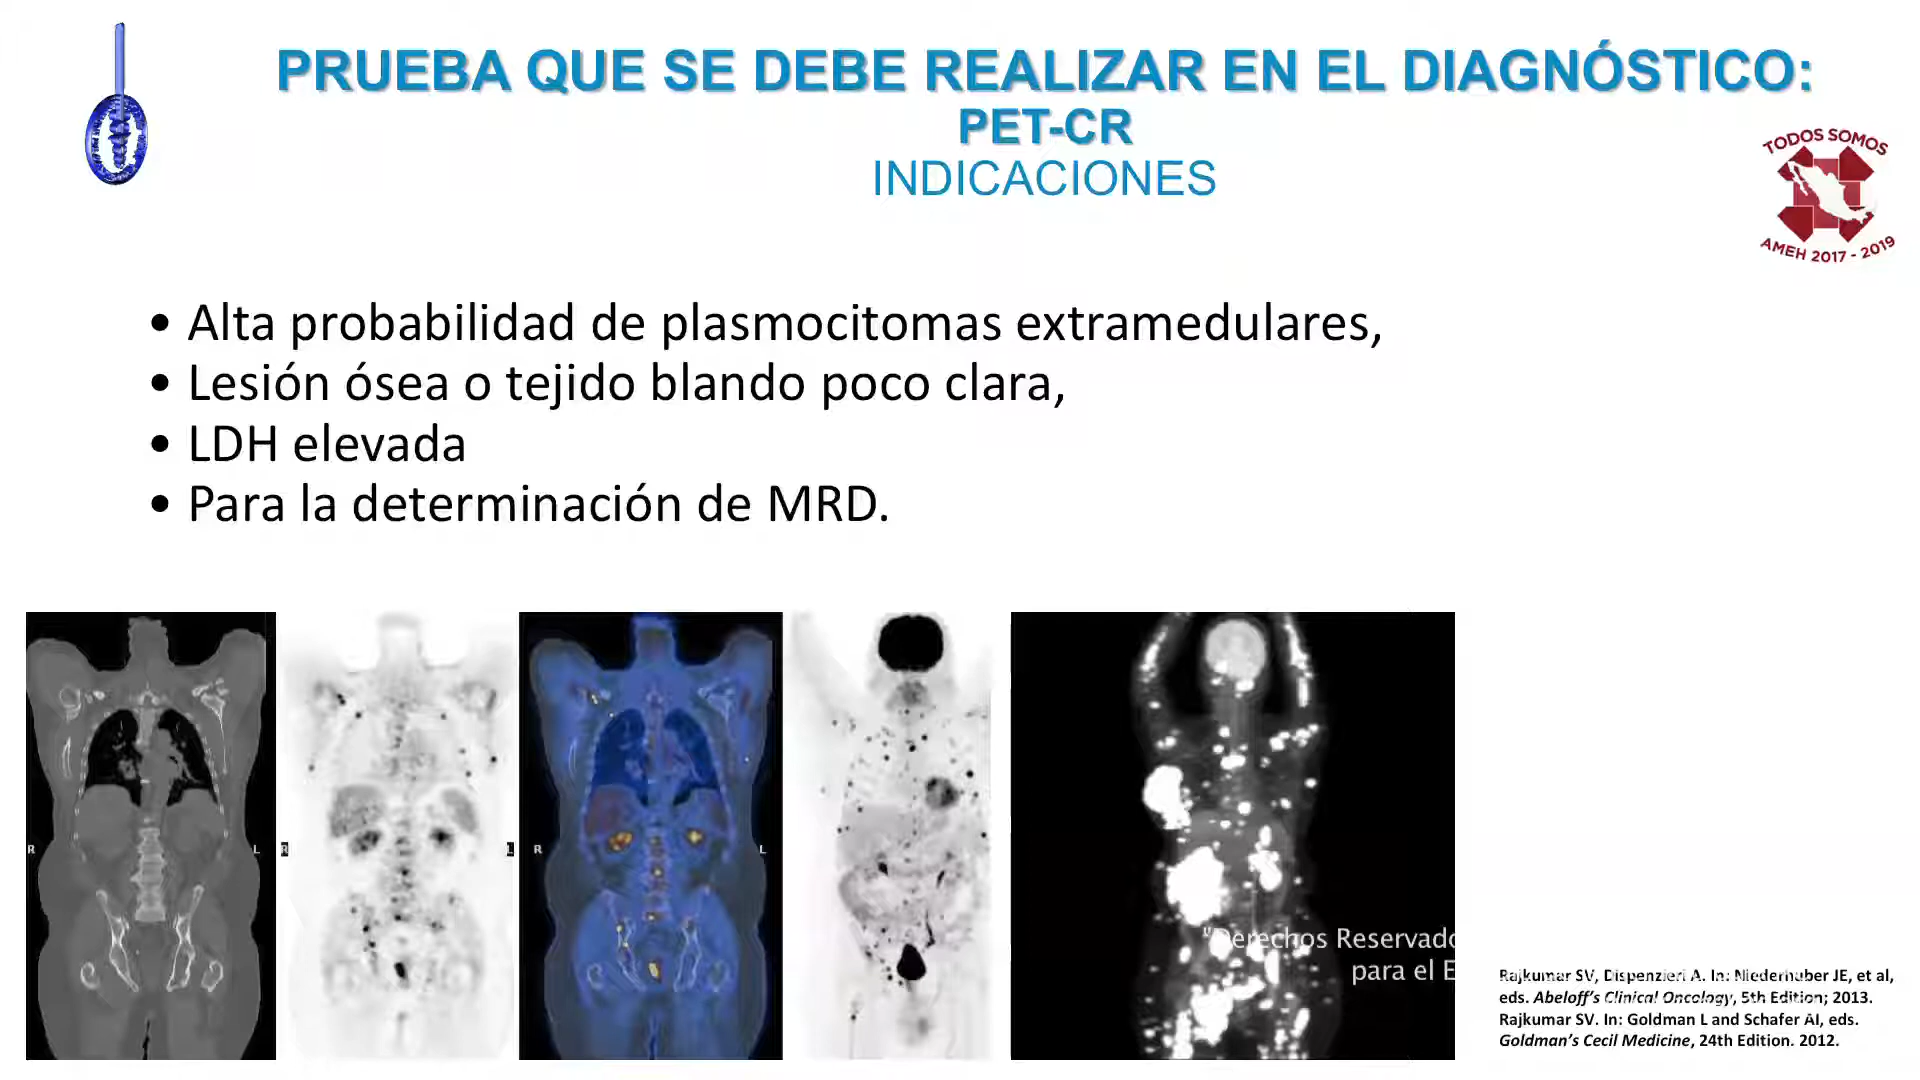 PRUEBA QUE SE DEBE REALIZAR EN EL DIAGNÓSTICO:
PET-CR
INDICACIONES
TODOS SOMOS
AMEH 2017 - 2019
• Alta probabilidad de plasmocitomas extramedulares,
• Lesión ósea o tejido blando poco clara,
• LDH elevada
• Para la determinación de MRD.
R
L
R
L
R
L
"Derechos Reservado
para el E
Rajkumar SV, Dispenzieri A. In: Niederhuber JE, et al,
eds. Abeloff's Clinical Oncology, 5th Edition; 2013.
Rajkumar SV. In: Goldman L and Schafer AI, eds.
Goldman's Cecil Medicine, 24th Edition. 2012.